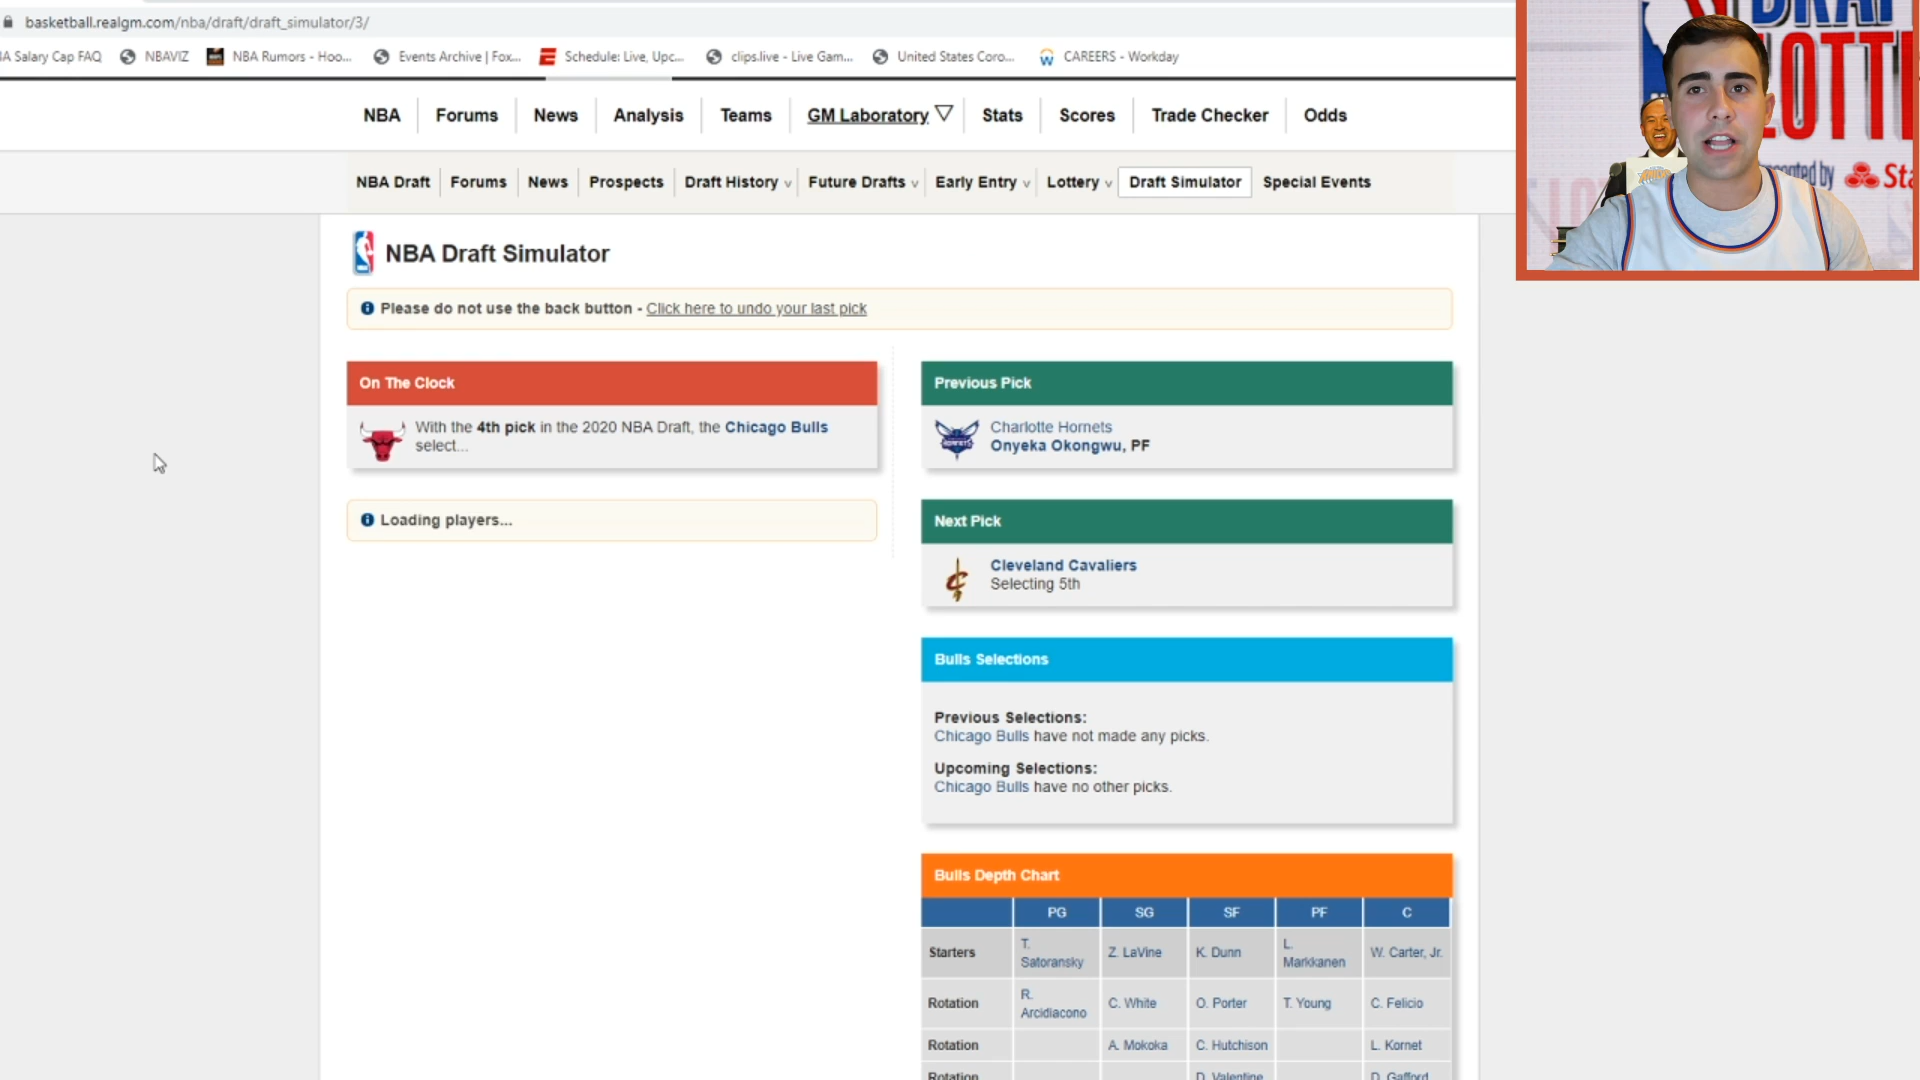 basketball.realgm.com/nba/draft/draft_simulator/3/
Salary Cap FAQ NBAVIZ NBA Rumors - Hoo... Events Archive | Fox... Schedule: Live, Upc... clips.live - Live Gam... United States Coro... CAREERS - Workday
NBA Forums News Analysis Teams GM Laboratory Stats Scores Trade Checker Odds
NBA Draft Forums News Prospects Draft History v Future Drafts v Early Entry v Lottery v Draft Simulator Special Events
NBA Draft Simulator
Please do not use the back button - Click here to undo your last pick
On The Clock
With the 4th pick in the 2020 NBA Draft, the Chicago Bulls
select...
Loading players...
Previous Pick
Charlotte Hornets
Onyeka Okongwu, PF
Next Pick
Cleveland Cavaliers
Selecting 5th
Bulls Selections
Previous Selections:
Chicago Bulls have not made any picks.
Upcoming Selections:
Chicago Bulls have no other picks.
Bulls Depth Chart
PG SG SF PF C
Starters T. Satoransky Z. LaVine K. Dunn L. Markkanen W. Carter, Jr.
Rotation R. Arcidiacono C. White O. Porter T. Young C. Felicio
Rotation A. Mokoka C. Hutchison L. Kornet
Rotation D. Valentine D. Gafford